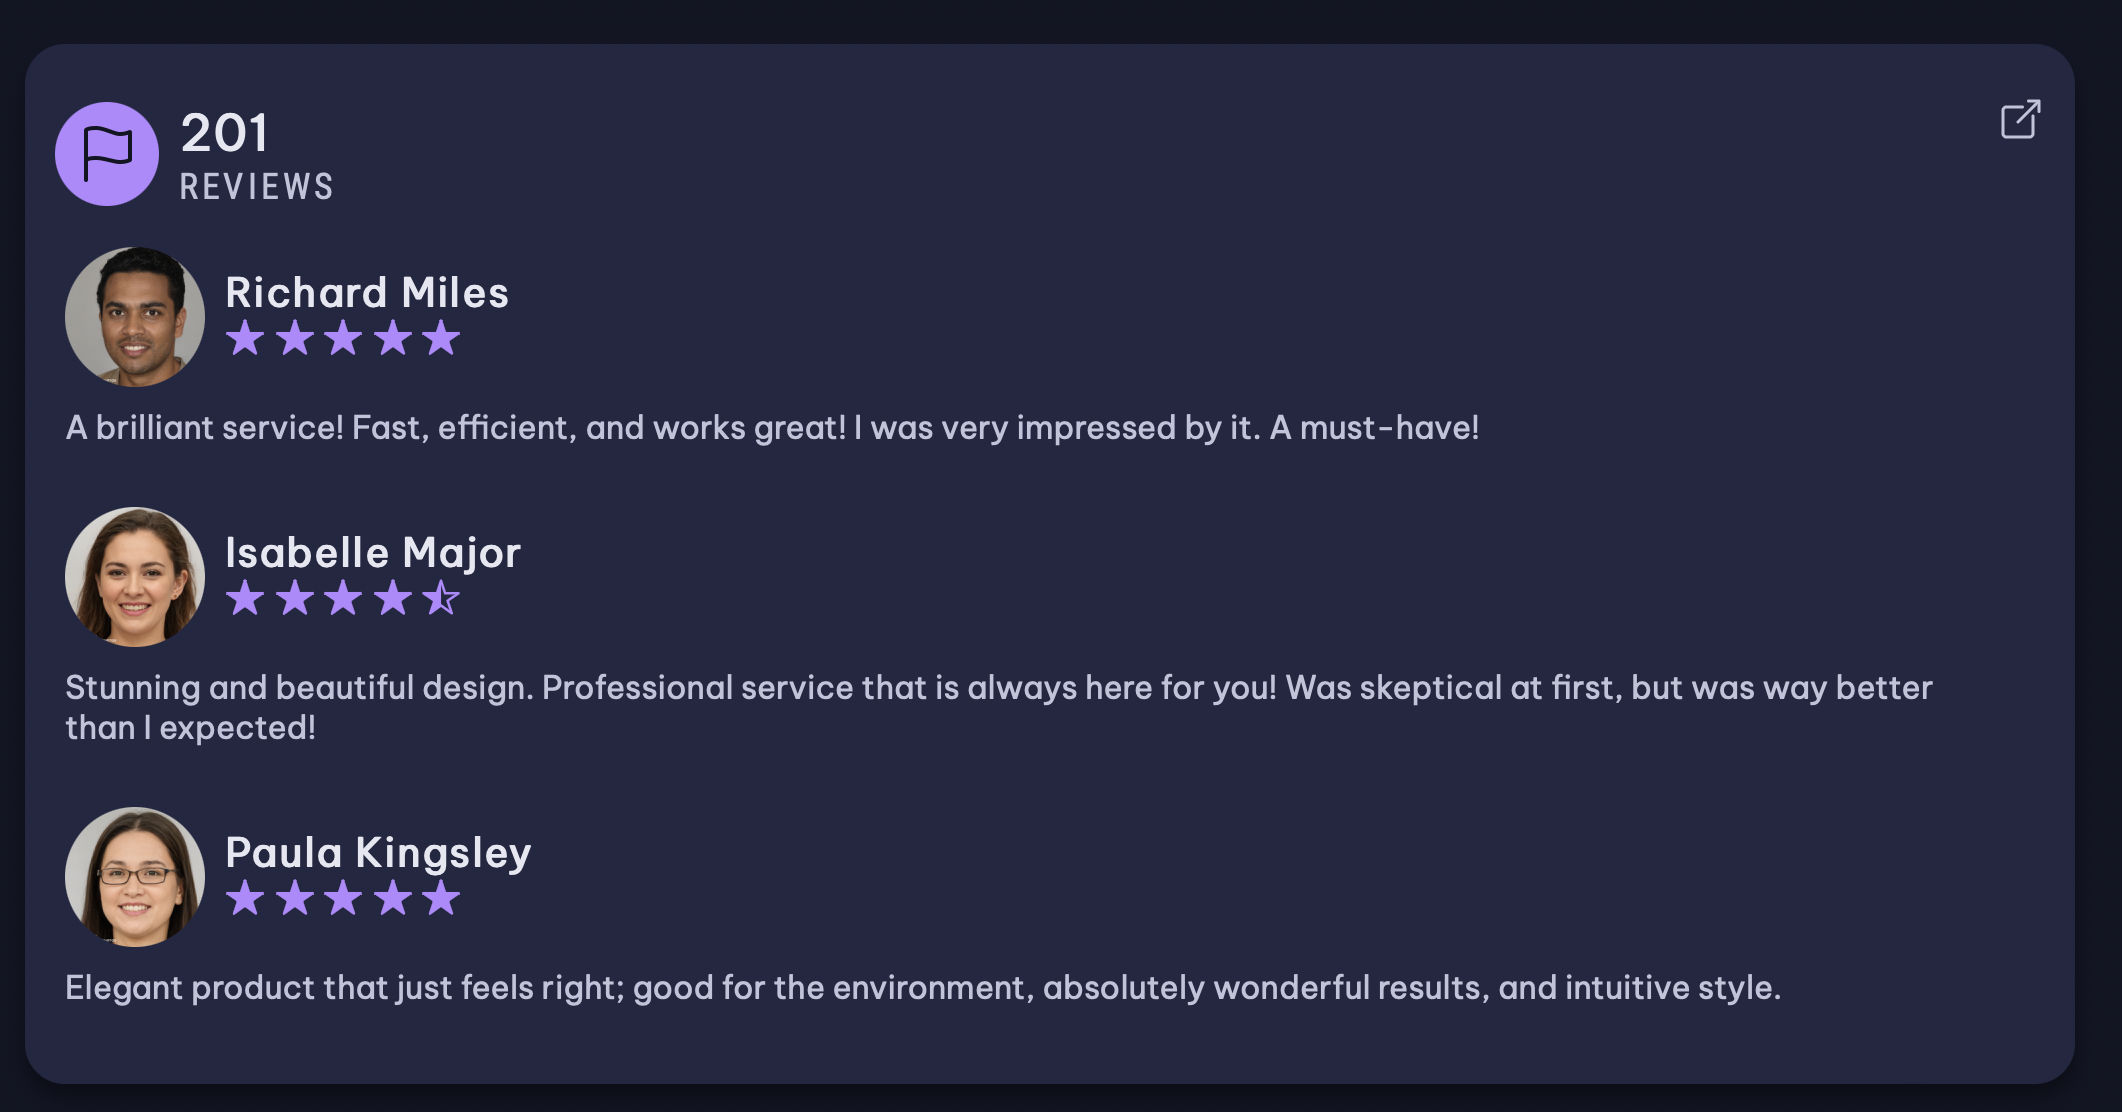 201
REVIEWS
Richard Miles
A brilliant service! Fast, efficient, and works great! I was very impressed by it. A must-have!
Isabelle Major
Stunning and beautiful design. Professional service that is always here for you! Was skeptical at first, but was way better
than I expected!
Paula Kingsley
Elegant product that just feels right; good for the environment, absolutely wonderful results, and intuitive style.